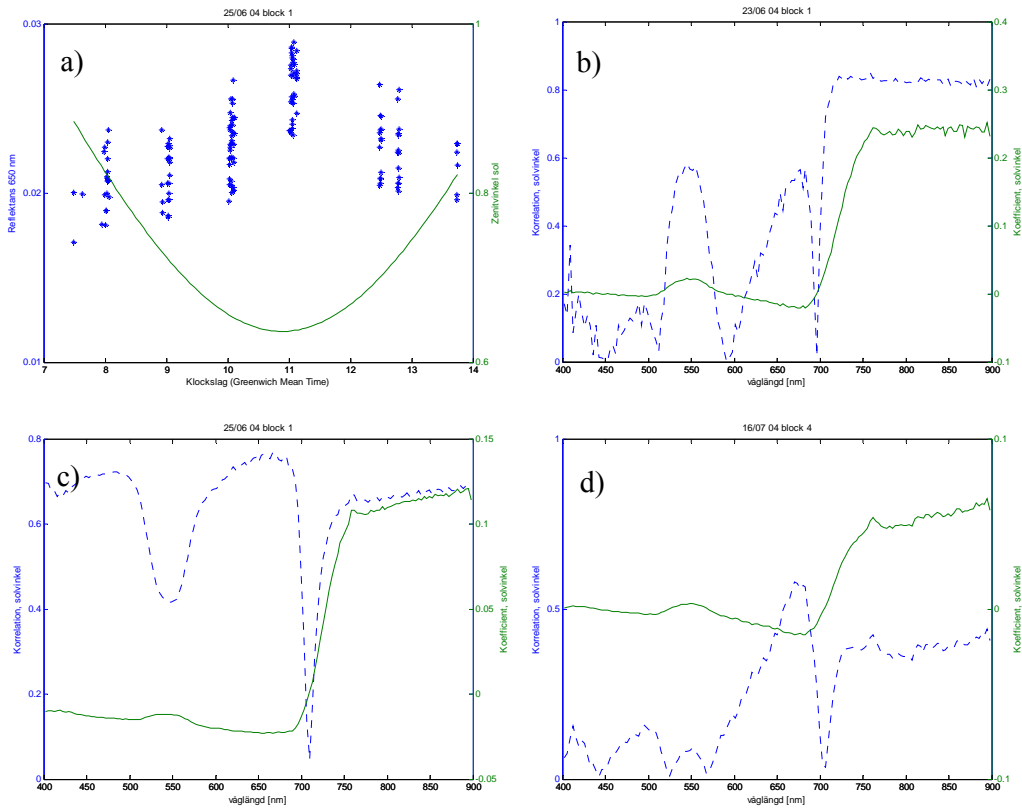 25/06 04 block 1
a)
0.03
0.02
0.01
Reflektans 650 nm
1
0.8
0.6
Zenitvinkel sol
7 8 9 10 11 12 13 14
Klockslag (Greenwich Mean Time)
23/06 04 block 1
b)
1
0.8
0.6
0.4
0.2
0
Korrelation, solvinkel
0.4
0.3
0.2
0.1
0
-0.1
Koefficient, solvinkel
400 450 500 550 600 650 700 750 800 850 900
våglängd [nm]
25/06 04 block 1
c)
0.8
0.6
0.4
0.2
0
Korrelation, solvinkel
0.15
0.1
0.05
0
-0.05
Koefficient, solvinkel
400 450 500 550 600 650 700 750 800 850 900
våglängd [nm]
16/07 04 block 4
d)
1
0.5
0
Korrelation, solvinkel
0.1
0
-0.1
Koefficient, solvinkel
400 450 500 550 600 650 700 750 800 850 900
våglängd [nm]